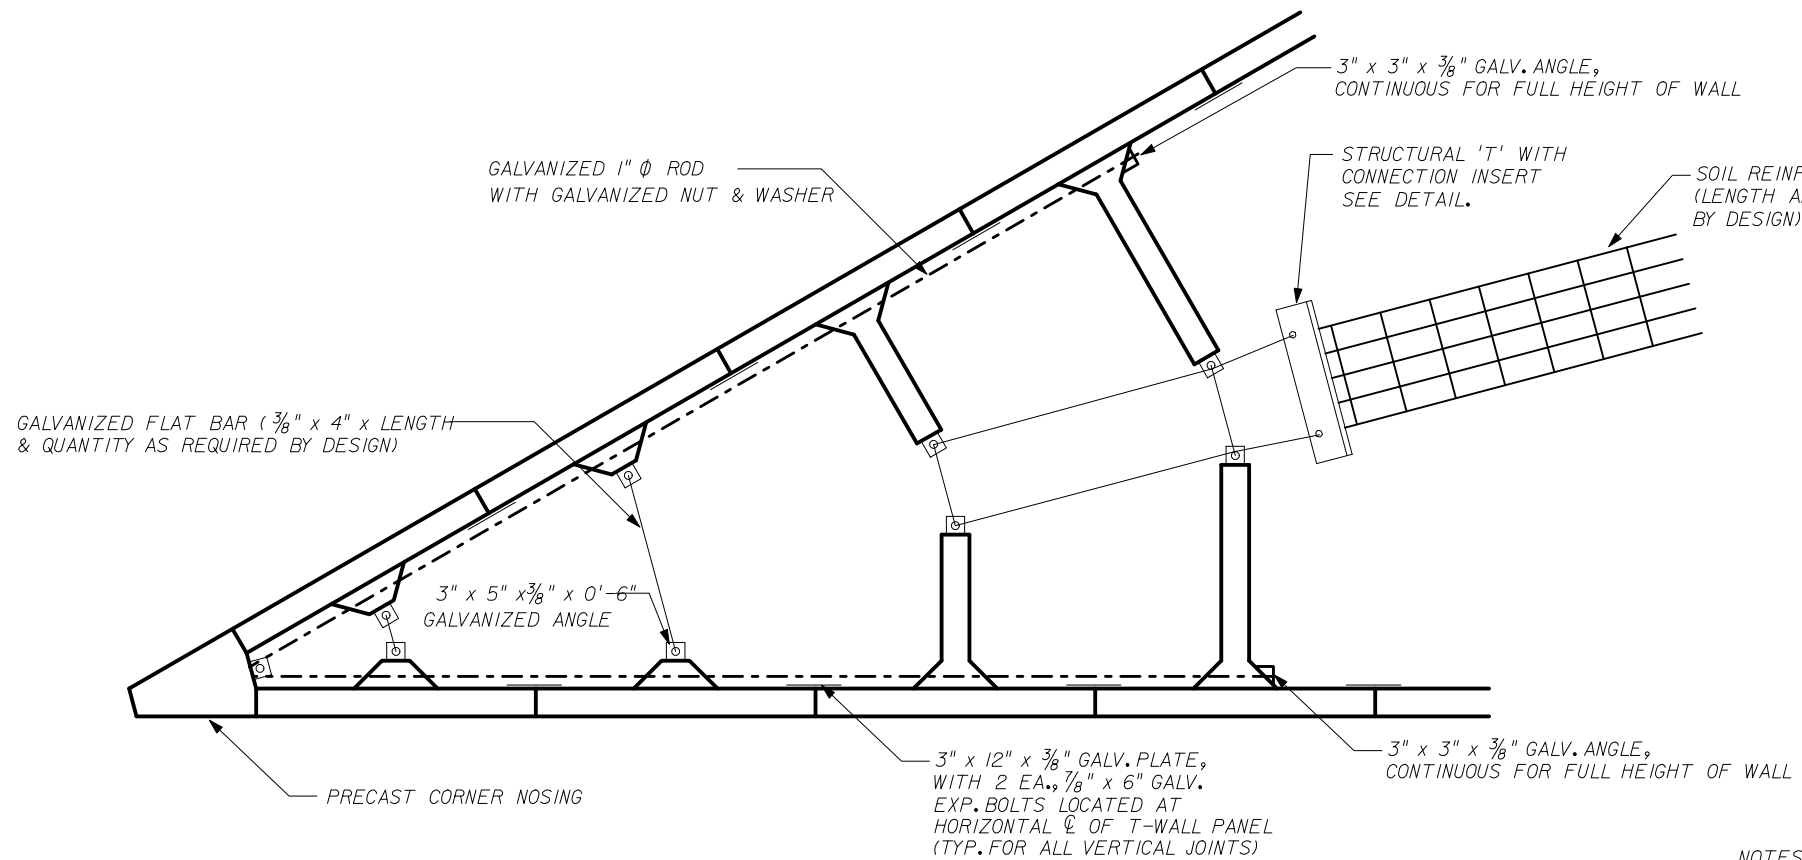 3" x 3" x 3/8" GALV. ANGLE,
CONTINUOUS FOR FULL HEIGHT OF WALL
STRUCTURAL 'T' WITH
CONNECTION INSERT
SEE DETAIL.
SOIL REINF
(LENGTH A
BY DESIGN)
GALVANIZED 1" ϕ ROD
WITH GALVANIZED NUT & WASHER
GALVANIZED FLAT BAR (3/8" x 4" x LENGTH
& QUANTITY AS REQUIRED BY DESIGN)
3" x 5" x 3/8" x 0'-6"
GALVANIZED ANGLE
PRECAST CORNER NOSING
3" x 12" x 3/8" GALV. PLATE,
WITH 2 EA., 7/8" x 6" GALV.
EXP. BOLTS LOCATED AT
HORIZONTAL ℄ OF T-WALL PANEL
(TYP. FOR ALL VERTICAL JOINTS)
3" x 3" x 3/8" GALV. ANGLE,
CONTINUOUS FOR FULL HEIGHT OF WALL
NOTES